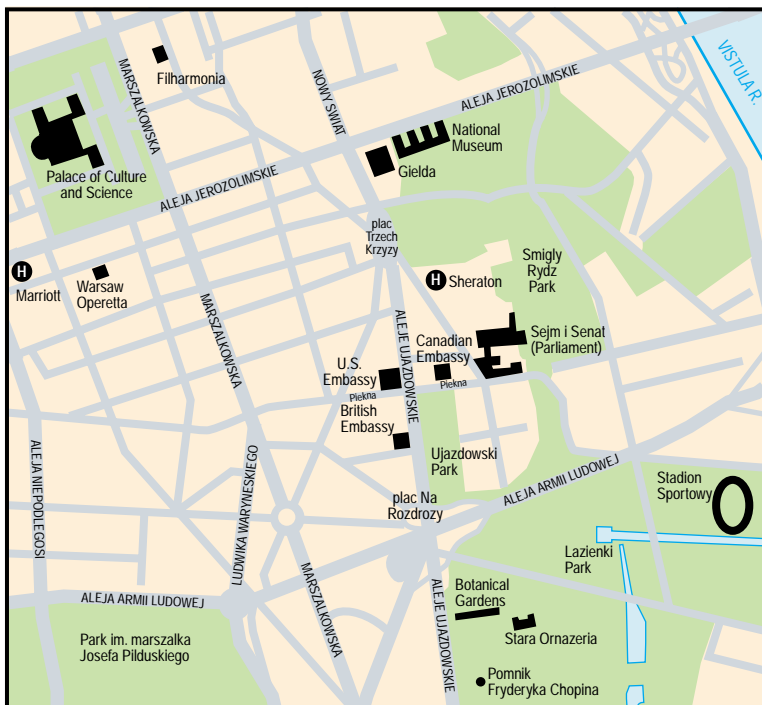 MARSZALKOWSKA
Filharmonia
NOWY SWIAT
ALEJA JEROZOLIMSKIE
VISTULA R.
National
Museum
Gielda
Palace of Culture
and Science
ALEJA JEROZOLIMSKIE
plac
Trzech
Krzyzy
H
Marriott
Warsaw
Operetta
H Sheraton
Smigly
Rydz
Park
MARSZALKOWSKA
ALEJE UJAZDOWSKIE
Canadian
Embassy
Sejm i Senat
(Parliament)
U.S.
Embassy
Piekna
Piekna
British
Embassy
Ujazdowski
Park
ALEJA NIEPODLEGOSI
LUDWIKA WARYNESKIEGO
plac Na
Rozdrozy
ALEJA ARMII LUDOWEJ
Stadion
Sportowy
Lazienki
Park
MARSZALKOWSKA
ALEJE UJAZDOWSKIE
Botanical
Gardens
Stara Ornazeria
ALEJA ARMII LUDOWEJ
Park im. marszalka
Josefa Pilduskiego
Pomnik
Fryderyka Chopina